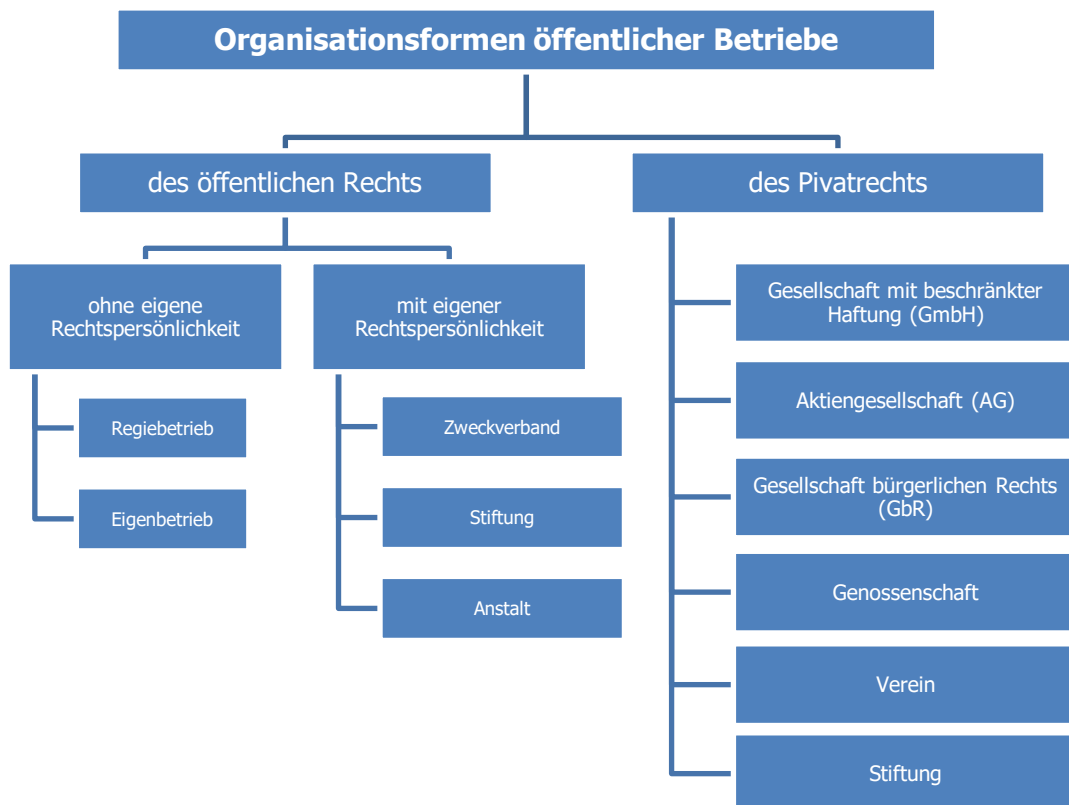 Organisationsformen öffentlicher Betriebe
des öffentlichen Rechts
des Pivatrechts
ohne eigene
Rechtspersönlichkeit
mit eigener
Rechtspersönlichkeit
Regiebetrieb
Eigenbetrieb
Zweckverband
Stiftung
Anstalt
Gesellschaft mit beschränkter
Haftung (GmbH)
Aktiengesellschaft (AG)
Gesellschaft bürgerlichen Rechts
(GbR)
Genossenschaft
Verein
Stiftung